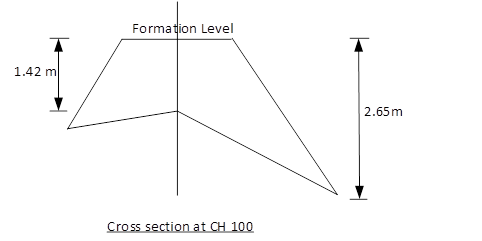 Formation Level
1.42 m
2.65m
Cross section at CH 100